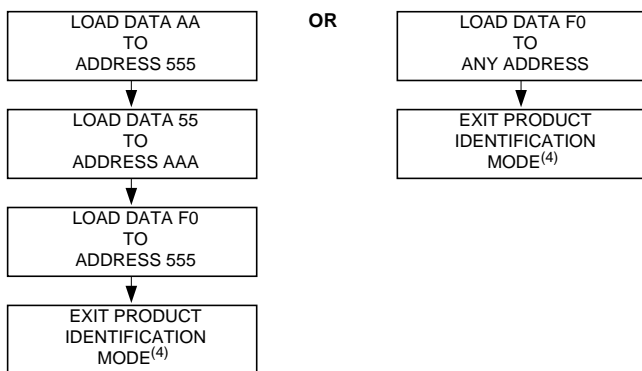 LOAD DATA AA
TO
ADDRESS 555
LOAD DATA 55
TO
ADDRESS AAA
LOAD DATA F0
TO
ADDRESS 555
EXIT PRODUCT
IDENTIFICATION
MODE(4)
OR
LOAD DATA F0
TO
ANY ADDRESS
EXIT PRODUCT
IDENTIFICATION
MODE(4)